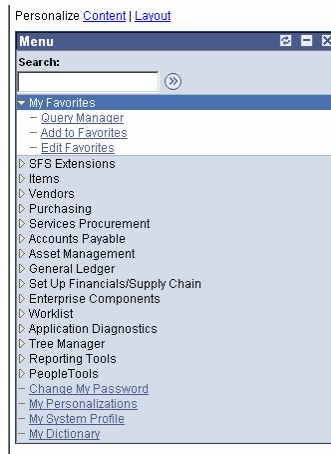 Personalize Content | Layout
Menu
Search:
My Favorites
– Query Manager
– Add to Favorites
– Edit Favorites
SFS Extensions
Items
Vendors
Purchasing
Services Procurement
Accounts Payable
Asset Management
General Ledger
Set Up Financials/Supply Chain
Enterprise Components
Worklist
Application Diagnostics
Tree Manager
Reporting Tools
PeopleTools
– Change My Password
– My Personalizations
– My System Profile
– My Dictionary